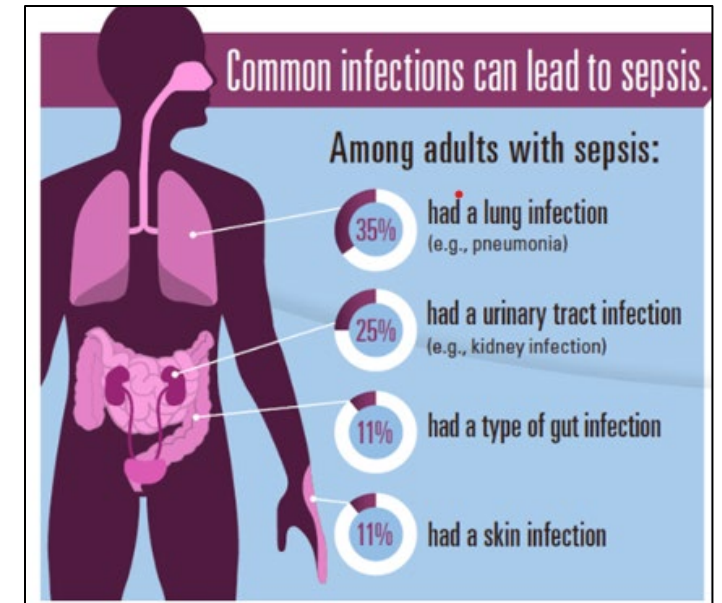 Common infections can lead to sepsis.
Among adults with sepsis:
35%
had a lung infection
(e.g., pneumonia)
25%
had a urinary tract infection
(e.g., kidney infection)
11%
had a type of gut infection
11%
had a skin infection